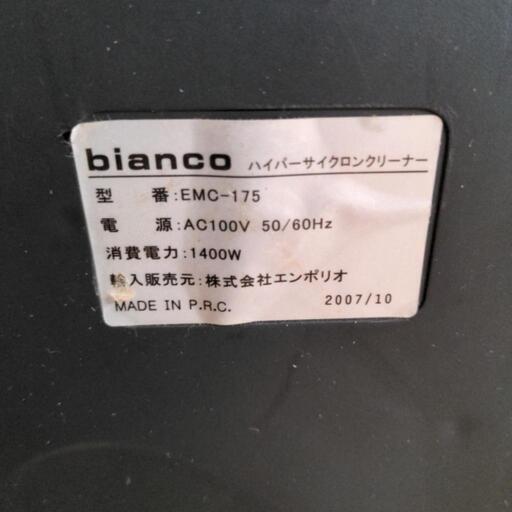 bianco ハイパーサイクロンクリーナー
型 番:EMC-175
電 源:AC100V 50/60Hz
消費電力:1400W
輸入販売元:株式会社エンポリオ
MADE IN P.R.C. 2007/10